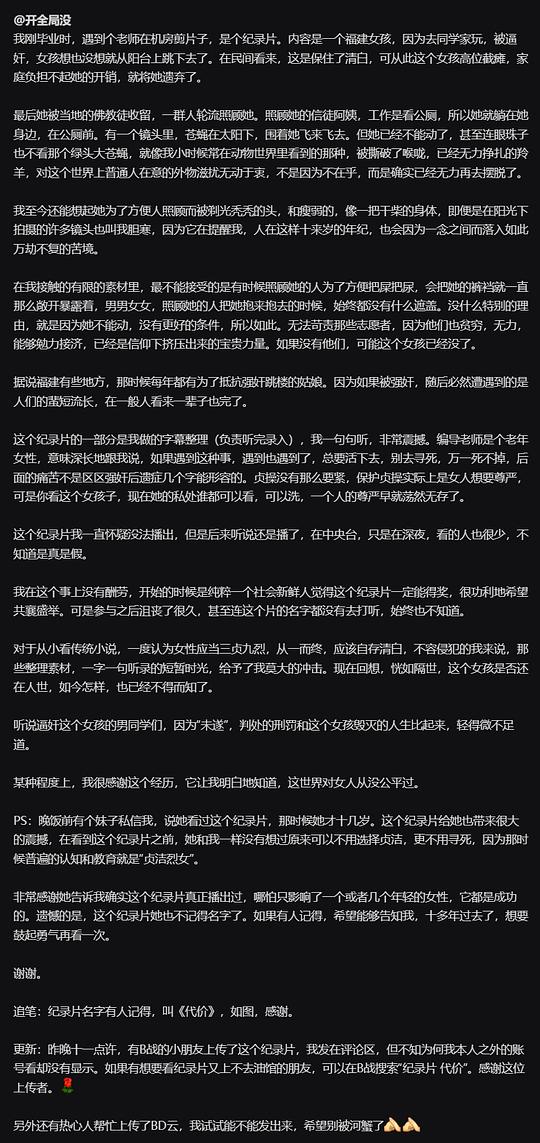 @开全局没
我刚毕业时，遇到个老师在机房剪片子，是个纪录片。内容是一个福建女孩，因为去同学家玩，被逼
奸，女孩想也没想就从阳台上跳下去了。在民间看来，这是保住了清白，可从此这个女孩高位截瘫，家
庭负担不起她的开销，就将她遗弃了。
最后她被当地的佛教徒收留，一群人轮流照顾她。照顾她的信徒阿姨，工作是看公厕，所以她就躺在她
身边，在公厕前。有一个镜头里，苍蝇在太阳下，围着她飞来飞去。但她已经不能动了，甚至连眼珠子
也不看那个绿头大苍蝇，就像我小时候常在动物世界里看到的那种，被撕破了喉咙，已经无力挣扎的羚
羊，对这个世界上普通人在意的外物滋扰无动于衷，不是因为不在乎，而是确实已经无力再去摆脱了。
我至今还能想起她为了方便人照顾而被剃光秃秃的头，和瘦弱的，像一把干柴的身体，即便是在阳光下
拍摄的许多镜头也叫我胆寒，因为它在提醒我，人在这样十来岁的年纪，也会因为一念之间而落入如此
万劫不复的苦境。
在我接触的有限的素材里，最不能接受的是有时候照顾她的人为了方便把屎把尿，会把她的裤裆就一直
那么敞开暴露着，男男女女，照顾她的人把她抱来抱去的时候，始终都没有什么遮盖。没什么特别的理
由，就是因为她不能动，没有更好的条件，所以如此。无法苛责那些志愿者，因为他们也贫穷，无力，
能够勉力接济，已经是信仰下挤压出来的宝贵力量。如果没有他们，可能这个女孩已经没了。
据说福建有些地方，那时候每年都有为了抵抗强奸跳楼的姑娘。因为如果被强奸，随后必然遭遇到的是
人们的蜚短流长，在一般人看来一辈子也完了。
这个纪录片的一部分是我做的字幕整理（负责听完录入），我一句句听，非常震撼。编导老师是个老年
女性，意味深长地跟我说，如果遇到这种事，遇到也遇到了，总要活下去，别去寻死，万一死不掉，后
面的痛苦不是区区强奸后遗症几个字能形容的。贞操没有那么要紧，保护贞操实际上是女人想要尊严，
可是你看这个女孩子，现在她的私处谁都可以看，可以洗，一个人的尊严早就荡然无存了。
这个纪录片我一直怀疑没法播出，但是后来听说还是播了，在中央台，只是在深夜，看的人也很少，不
知道是真是假。
我在这个事上没有酬劳，开始的时候是纯粹一个社会新鲜人觉得这个纪录片一定能得奖，很功利地希望
共襄盛举。可是参与之后沮丧了很久，甚至连这个片的名字都没有去打听，始终也不知道。
对于从小看传统小说，一度认为女性应当三贞九烈，从一而终，应该自存清白，不容侵犯的我来说，那
些整理素材，一字一句听录的短暂时光，给予了我莫大的冲击。现在回想，恍如隔世，这个女孩是否还
在人世，如今怎样，也已经不得而知了。
听说逼奸这个女孩的男同学们，因为“未遂”，判处的刑罚和这个女孩毁灭的人生比起来，轻得微不足
道。
某种程度上，我很感谢这个经历，它让我明白地知道，这世界对女人从没公平过。
PS：晚饭前有个妹子私信我，说她看过这个纪录片，那时候她才十几岁。这个纪录片给她也带来很大
的震撼，在看到这个纪录片之前，她和我一样没有想过原来可以不用选择贞洁，更不用寻死，因为那时
候普遍的认知和教育就是“贞洁烈女”。
非常感谢她告诉我确实这个纪录片真正播出过，哪怕只影响了一个或者几个年轻的女性，它都是成功
的。遗憾的是，这个纪录片她也不记得名字了。如果有人记得，希望能够告知我，十多年过去了，想要
鼓起勇气再看一次。
谢谢。
追笔：纪录片名字有人记得，叫《代价》，如图，感谢。
更新：昨晚十一点许，有B战的小朋友上传了这个纪录片，我发在评论区，但不知为何我本人之外的账
号看却没有显示。如果有想要看纪录片又上不去油馆的朋友，可以在B战搜索“纪录片 代价”。感谢这位
上传者。🌹
另外还有热心人帮忙上传了BD云，我试试能不能发出来，希望别被河蟹了🙏🏻🙏🏻